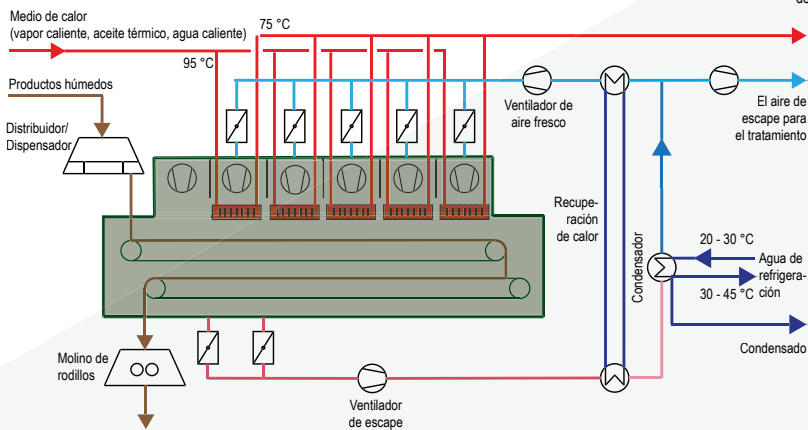 de
Medio de calor
(vapor caliente, aceite térmico, agua caliente)
75 °C
95 °C
Productos húmedos
Distribuidor/
Dispensador
Ventilador de
aire fresco
El aire de
escape para
el tratamiento
Recupe-
ración
de calor
Condensador
20 - 30 °C
Agua de
refrigera-
ción
30 - 45 °C
Condensado
Molino de
rodillos
Ventilador
de escape